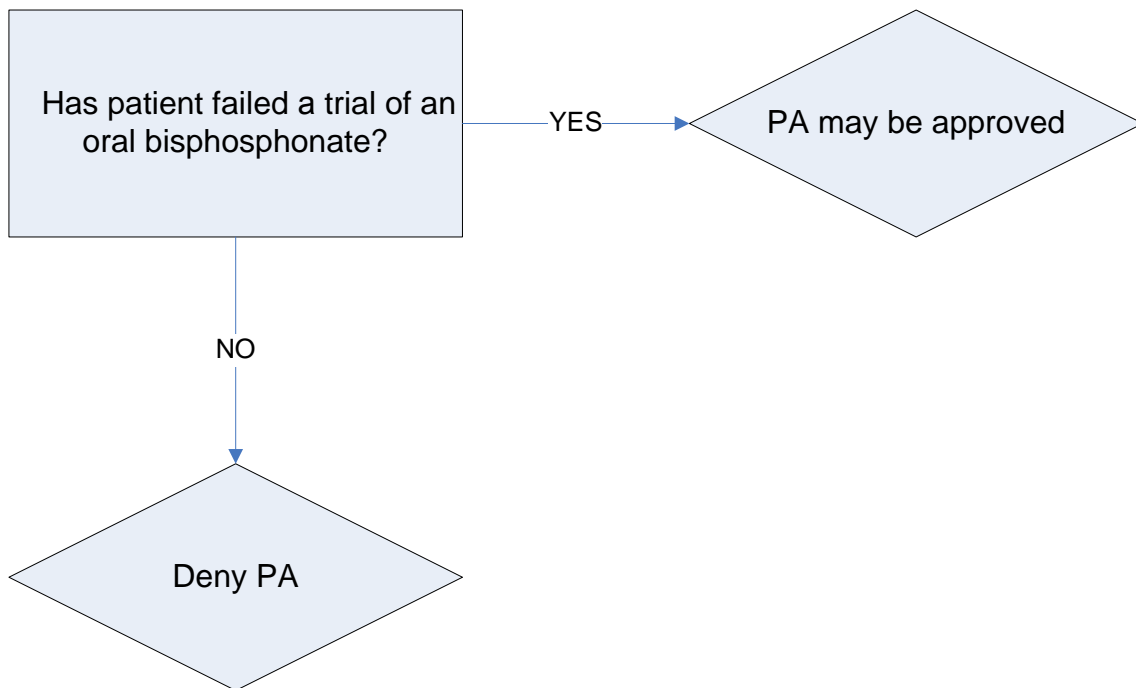 Has patient failed a trial of an
oral bisphosphonate?
YES
PA may be approved
NO
Deny PA